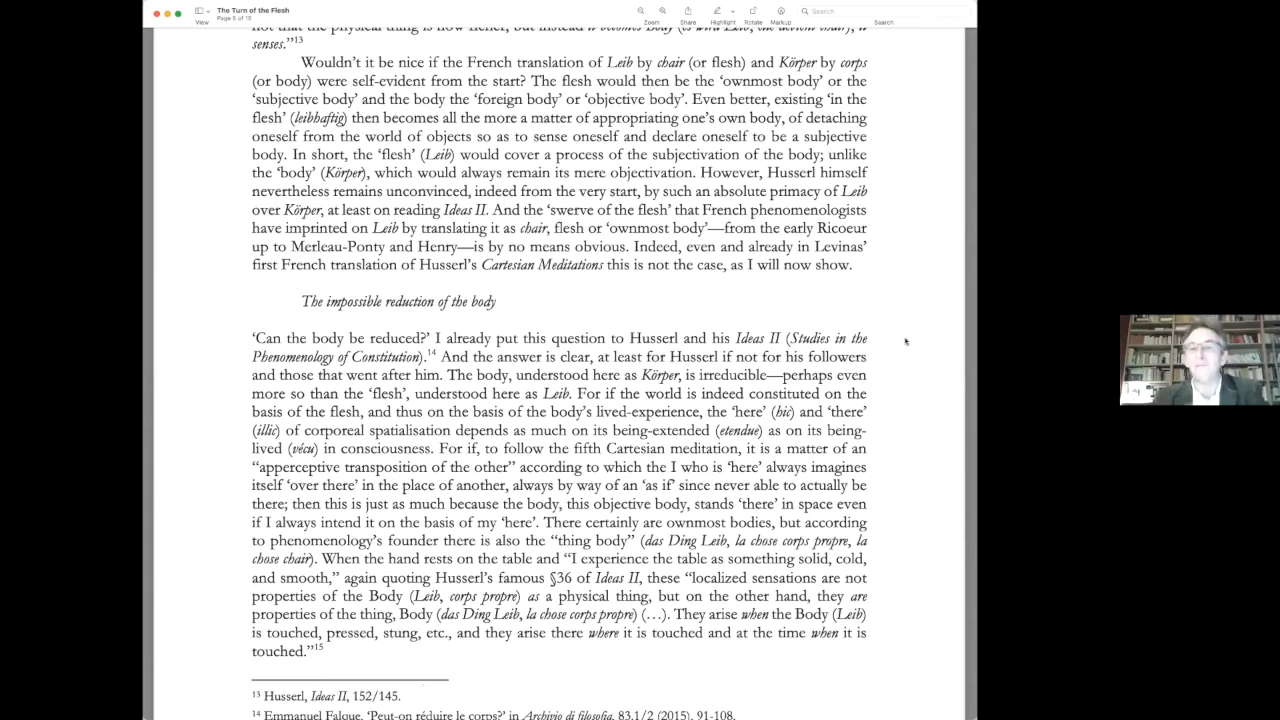 The Turn of the Flesh
Page 5 of 15
View
Zoom
Share
Highlight
Rotate
Markup
Search
Search
not that the physical thing is now richer, but instead it becomes Body (es wird Leib, elle devient chair), it
senses.”13
Wouldn’t it be nice if the French translation of Leib by chair (or flesh) and Körper by corps
(or body) were self-evident from the start? The flesh would then be the ‘ownmost body’ or the
‘subjective body’ and the body the ‘foreign body’ or ‘objective body’. Even better, existing ‘in the
flesh’ (leibhaftig) then becomes all the more a matter of appropriating one’s own body, of detaching
oneself from the world of objects so as to sense oneself and declare oneself to be a subjective
body. In short, the ‘flesh’ (Leib) would cover a process of the subjectivation of the body; unlike
the ‘body’ (Körper), which would always remain its mere objectivation. However, Husserl himself
nevertheless remains unconvinced, indeed from the very start, by such an absolute primacy of Leib
over Körper, at least on reading Ideas II. And the ‘swerve of the flesh’ that French phenomenologists
have imprinted on Leib by translating it as chair, flesh or ‘ownmost body’—from the early Ricoeur
up to Merleau-Ponty and Henry—is by no means obvious. Indeed, even and already in Levinas’
first French translation of Husserl’s Cartesian Meditations this is not the case, as I will now show.
The impossible reduction of the body
‘Can the body be reduced?’ I already put this question to Husserl and his Ideas II (Studies in the
Phenomenology of Constitution).14 And the answer is clear, at least for Husserl if not for his followers
and those that went after him. The body, understood here as Körper, is irreducible—perhaps even
more so than the ‘flesh’, understood here as Leib. For if the world is indeed constituted on the
basis of the flesh, and thus on the basis of the body’s lived-experience, the ‘here’ (hic) and ‘there’
(illic) of corporeal spatialisation depends as much on its being-extended (etendue) as on its being-
lived (vécu) in consciousness. For if, to follow the fifth Cartesian meditation, it is a matter of an
“apperceptive transposition of the other” according to which the I who is ‘here’ always imagines
itself ‘over there’ in the place of another, always by way of an ‘as if’ since never able to actually be
there; then this is just as much because the body, this objective body, stands ‘there’ in space even
if I always intend it on the basis of my ‘here’. There certainly are ownmost bodies, but according
to phenomenology’s founder there is also the “thing body” (das Ding Leib, la chose corps propre, la
chose chair). When the hand rests on the table and “I experience the table as something solid, cold,
and smooth,” again quoting Husserl’s famous §36 of Ideas II, these “localized sensations are not
properties of the Body (Leib, corps propre) as a physical thing, but on the other hand, they are
properties of the thing, Body (das Ding Leib, la chose corps propre) (…). They arise when the Body (Leib)
is touched, pressed, stung, etc., and they arise there where it is touched and at the time when it is
touched.”15
13 Husserl, Ideas II, 152/145.
14 Emmanuel Falque, ‘Peut-on réduire le corps?’ in Archivio di filosofia, 83.1/2 (2015), 91-108.